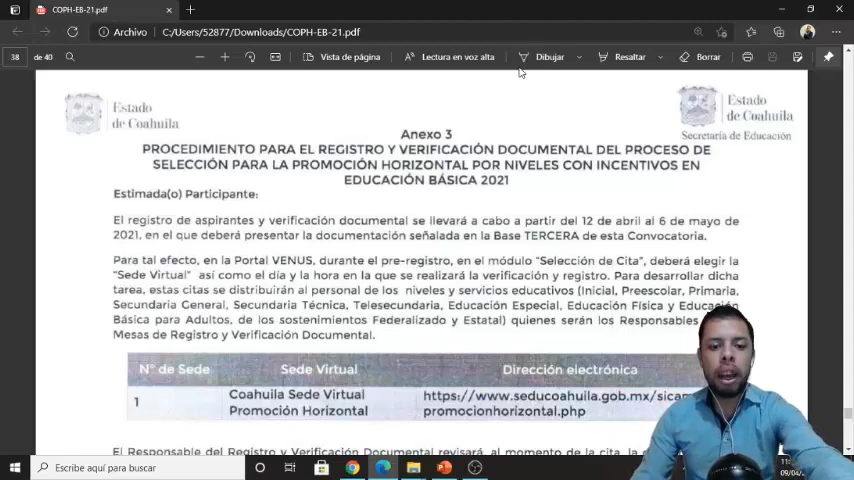 COPH-EB-21.pdf
Archivo
C:/Users/52877/Downloads/COPH-EB-21.pdf
38
de 40
Vista de página
Lectura en voz alta
Dibujar
Resaltar
Borrar
Estado
de Coahuila
Estado
de Coahuila
Secretaría de Educación
Anexo 3
PROCEDIMIENTO PARA EL REGISTRO Y VERIFICACIÓN DOCUMENTAL DEL PROCESO DE
SELECCIÓN PARA LA PROMOCIÓN HORIZONTAL POR NIVELES CON INCENTIVOS EN
EDUCACIÓN BÁSICA 2021
Estimada(o) Participante:
El registro de aspirantes y verificación documental se llevará a cabo a partir del 12 de abril al 6 de mayo de
2021, en el que deberá presentar la documentación señalada en la Base TERCERA de esta Convocatoria.
Para tal efecto, en la Portal VENUS, durante el pre-registro, en el módulo "Selección de Cita", deberá elegir la
"Sede Virtual" así como el día y la hora en la que se realizará la verificación y registro. Para desarrollar dicha
tarea, estas citas se distribuirán al personal de los niveles y servicios educativos (Inicial, Preescolar, Primaria,
Secundaria General, Secundaria Técnica, Telesecundaria, Educación Especial, Educación Física y Educación
Básica para Adultos, de los sostenimientos Federalizado y Estatal) quienes serán los Responsables
Mesas de Registro y Verificación Documental.
N° de Sede
Sede Virtual
Dirección electrónica
1
Coahuila Sede Virtual
Promoción Horizontal
https://www.seducoahuila.gob.mx/sicam
promocionhorizontal.php
El Responsable del Registro y Verificación Documental revisará, al momento de la cita, la
Escribe aquí para buscar
09/04/